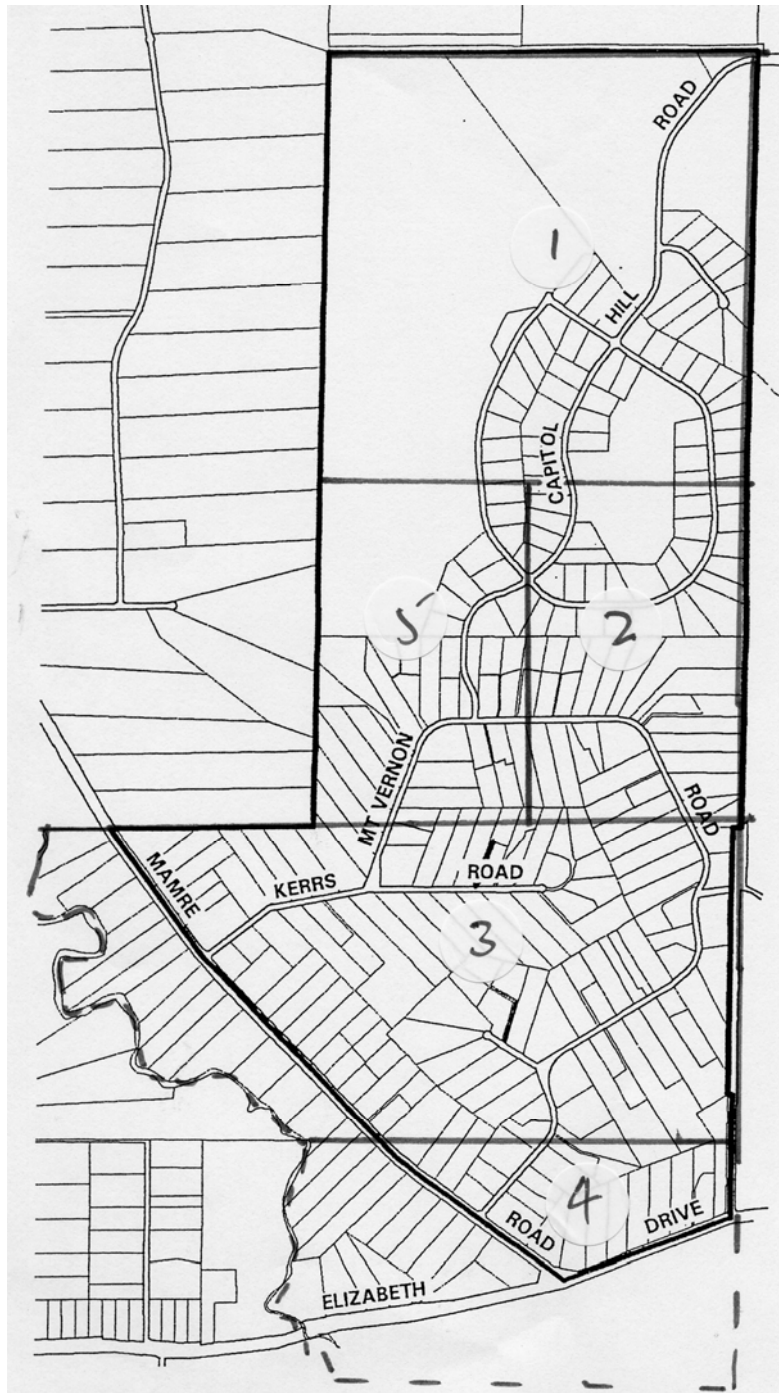 ROAD
1
HILL
CAPITOL
5
2
MT VERNON
ROAD
MAMRE
KERRS
ROAD
3
4
ROAD
DRIVE
ELIZABETH